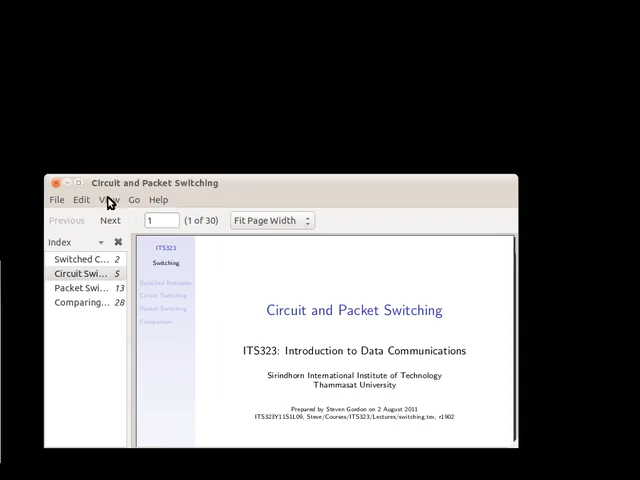 Circuit and Packet Switching
File Edit Go Help
Previous Next 1 (1 of 30) Fit Page Width
Index
Switched C... 2
Circuit Swi... 5
Packet Swi... 13
Comparing... 28
ITS323
Switching
Switched Networks
Circuit Switching
Packet Switching
Comparison
Circuit and Packet Switching
ITS323: Introduction to Data Communications
Sirindhorn International Institute of Technology
Thammasat University
Prepared by Steven Gordon on 2 August 2011
ITS323Y11S1L09, Steve/Courses/ITS323/Lectures/switching.tex, r1902